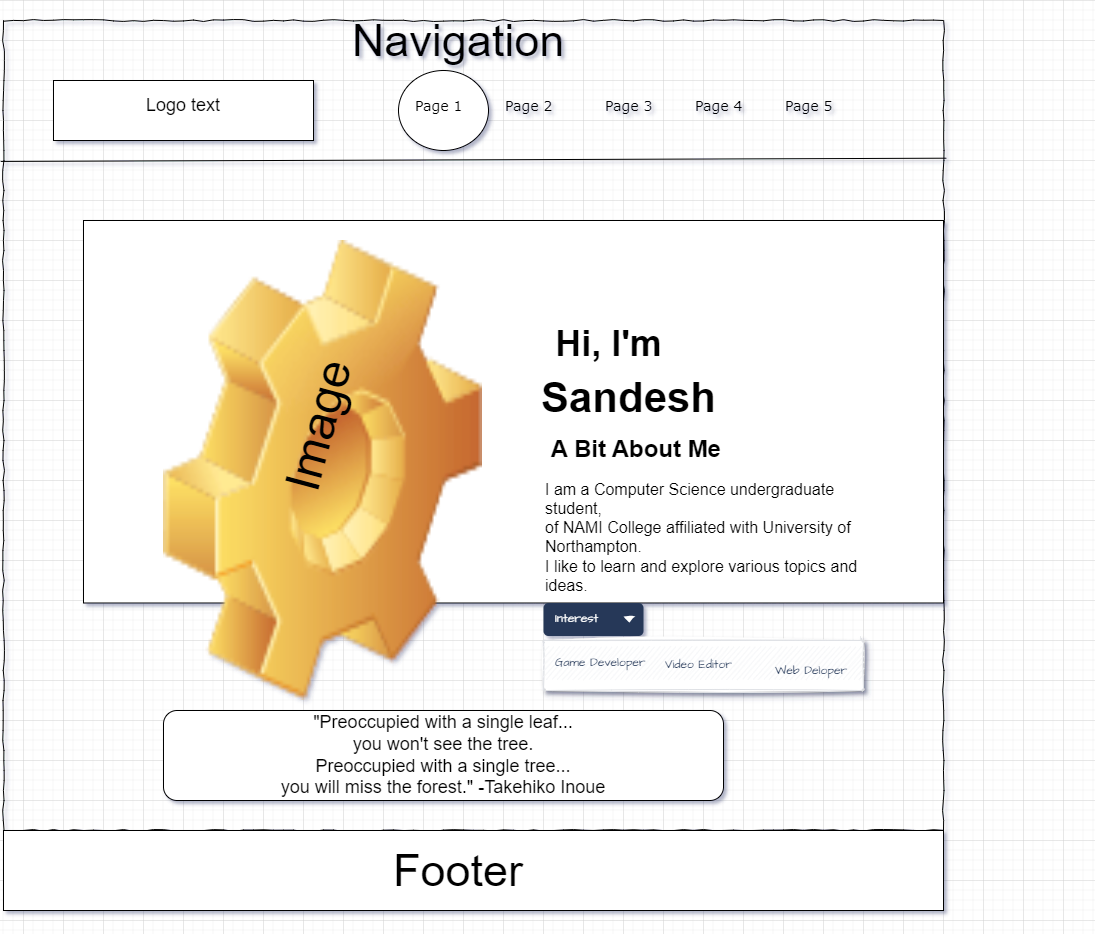 Navigation
Logo text
Page 1 Page 2 Page 3 Page 4 Page 5
Image
Hi, I'm
Sandesh
A Bit About Me
I am a Computer Science undergraduate
student,
of NAMI College affiliated with University of
Northampton.
I like to learn and explore various topics and
ideas.
Interest
Game Developer Video Editor Web Deloper
"Preoccupied with a single leaf...
you won't see the tree.
Preoccupied with a single tree...
you will miss the forest." -Takehiko Inoue
Footer